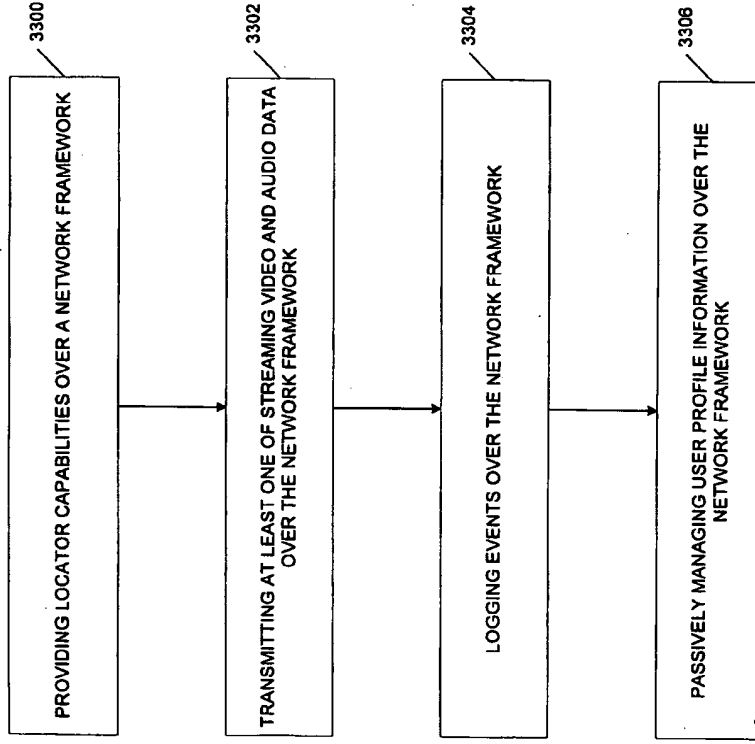 3300
PROVIDING LOCATOR CAPABILITIES OVER A NETWORK FRAMEWORK
3302
TRANSMITTING AT LEAST ONE OF STREAMING VIDEO AND AUDIO DATA
OVER THE NETWORK FRAMEWORK
3304
LOGGING EVENTS OVER THE NETWORK FRAMEWORK
3306
PASSIVELY MANAGING USER PROFILE INFORMATION OVER THE
NETWORK FRAMEWORK